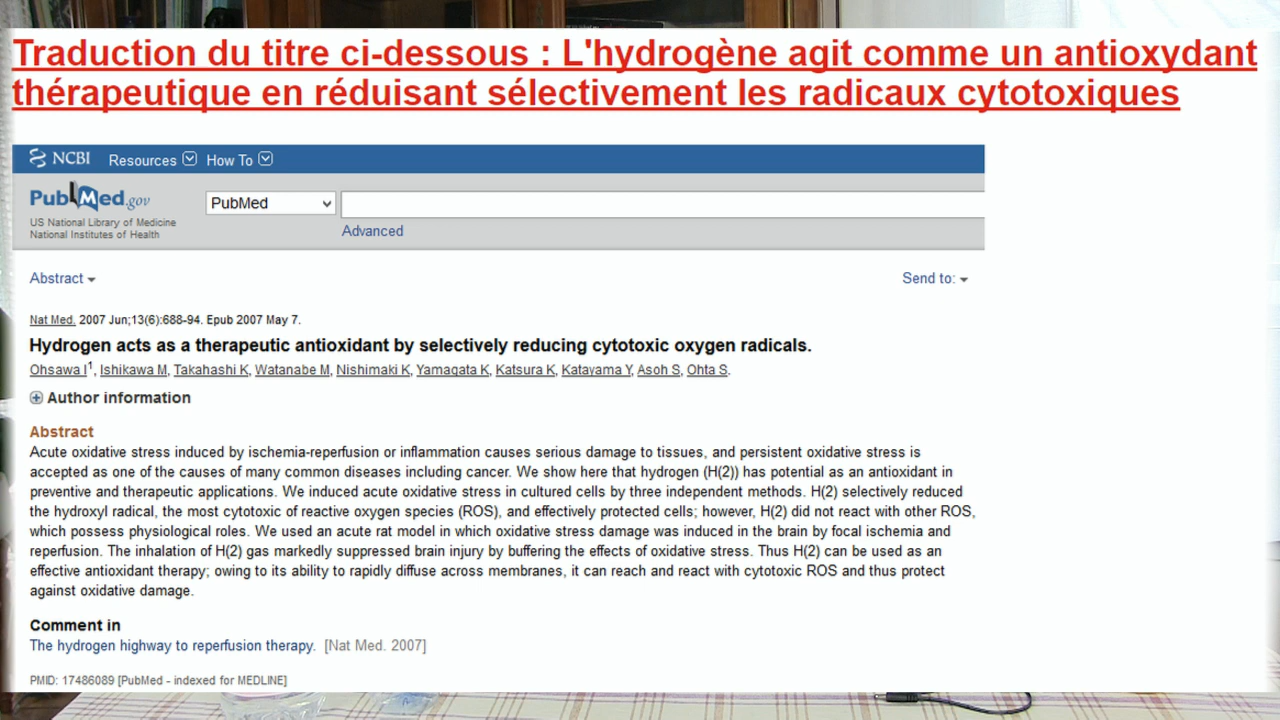 Traduction du titre ci-dessous : L'hydrogène agit comme un antioxydant
thérapeutique en réduisant sélectivement les radicaux cytotoxiques
NCBI Resources How To
PubMed.gov
US National Library of Medicine
National Institutes of Health
PubMed
Advanced
Abstract
Send to:
Nat Med. 2007 Jun;13(6):688-94. Epub 2007 May 7.
Hydrogen acts as a therapeutic antioxidant by selectively reducing cytotoxic oxygen radicals.
Ohsawa I1, Ishikawa M, Takahashi K, Watanabe M, Nishimaki K, Yamagata K, Katsura K, Katayama Y, Asoh S, Ohta S.
Author information
Abstract
Acute oxidative stress induced by ischemia-reperfusion or inflammation causes serious damage to tissues, and persistent oxidative stress is
accepted as one of the causes of many common diseases including cancer. We show here that hydrogen (H(2)) has potential as an antioxidant in
preventive and therapeutic applications. We induced acute oxidative stress in cultured cells by three independent methods. H(2) selectively reduced
the hydroxyl radical, the most cytotoxic of reactive oxygen species (ROS), and effectively protected cells; however, H(2) did not react with other ROS,
which possess physiological roles. We used an acute rat model in which oxidative stress damage was induced in the brain by focal ischemia and
reperfusion. The inhalation of H(2) gas markedly suppressed brain injury by buffering the effects of oxidative stress. Thus H(2) can be used as an
effective antioxidant therapy; owing to its ability to rapidly diffuse across membranes, it can reach and react with cytotoxic ROS and thus protect
against oxidative damage.
Comment in
The hydrogen highway to reperfusion therapy. [Nat Med. 2007]
PMID: 17486089 [PubMed - indexed for MEDLINE]